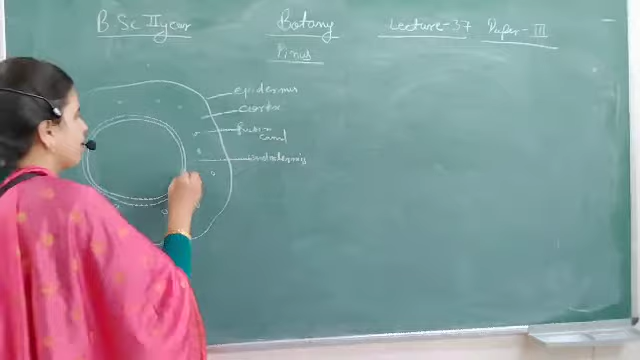 B.Sc II year
Botany
Lecture-37
Paper-III
Pinus
epidermis
cortex
Resin
canal
endodermis